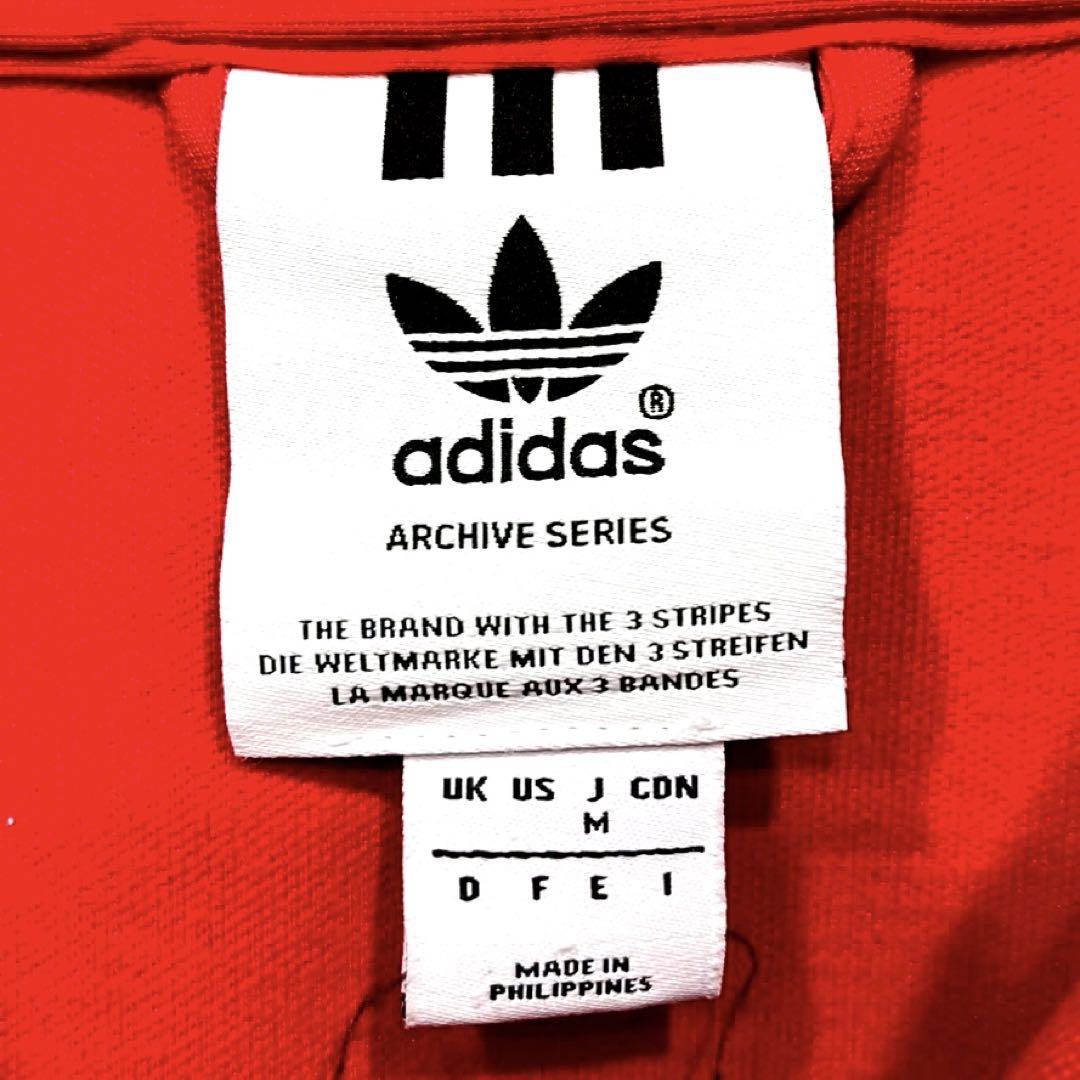 ®
adidas
ARCHIVE SERIES
THE BRAND WITH THE 3 STRIPES
DIE WELTMARKE MIT DEN 3 STREIFEN
LA MARQUE AUX 3 BANDES
UK US J CDN
M
D F E I
MADE IN
PHILIPPINES